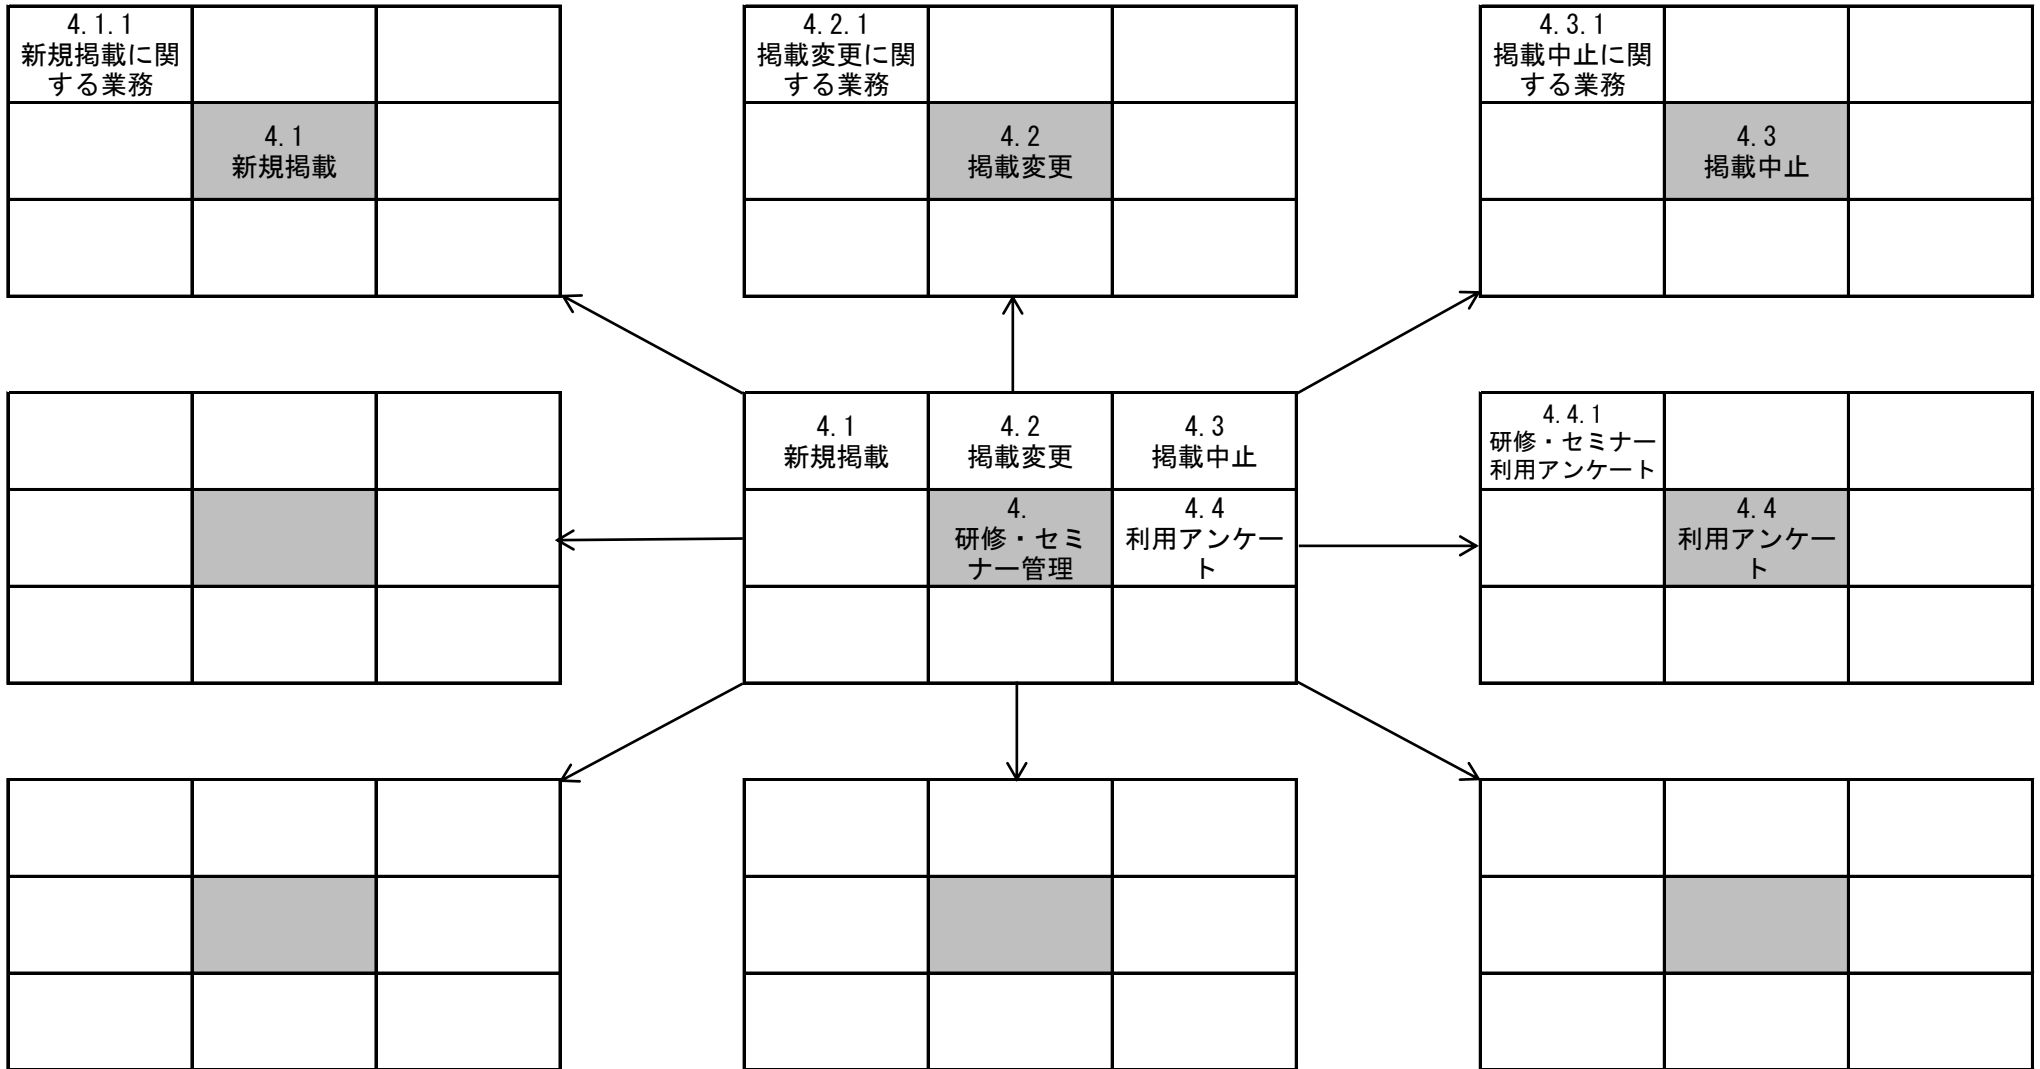 4.1.1
新規掲載に関
する業務
4.1
新規掲載
4.2.1
掲載変更に関
する業務
4.2
掲載変更
4.3.1
掲載中止に関
する業務
4.3
掲載中止
4.1
新規掲載
4.2
掲載変更
4.3
掲載中止
4.
研修・セミ
ナー管理
4.4
利用アンケー
ト
4.4.1
研修・セミナー
利用アンケート
4.4
利用アンケー
ト